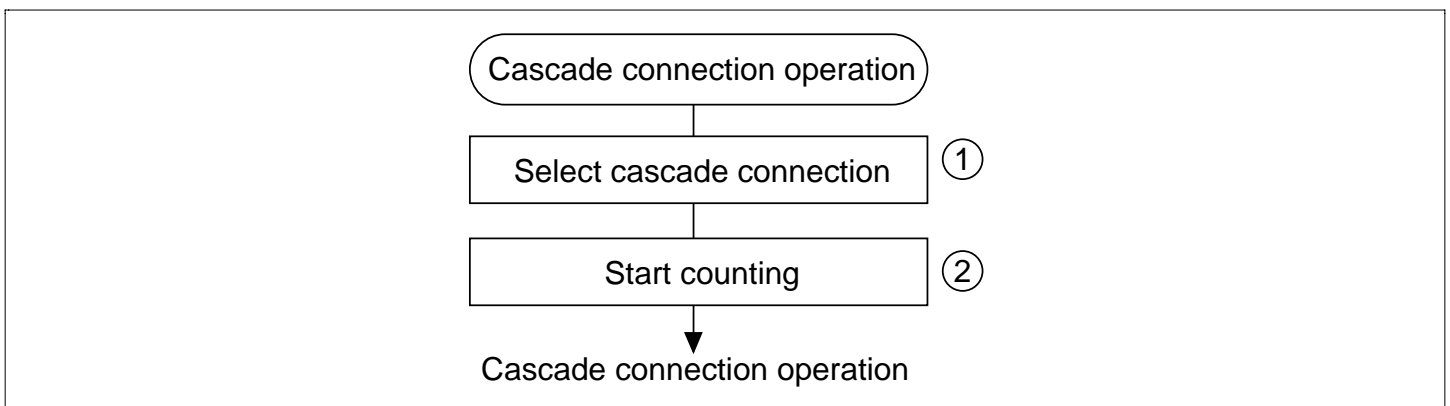 Cascade connection operation
Select cascade connection
1
Start counting
2
Cascade connection operation